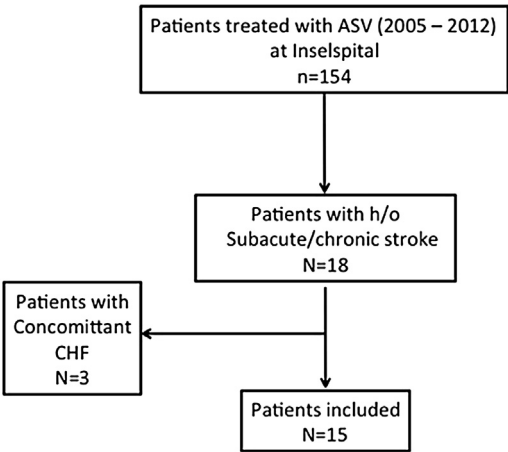 Patients treated with ASV (2005 – 2012)
at Inselspital
n=154
Patients with h/o
Subacute/chronic stroke
N=18
Patients with
Concomittant
CHF
N=3
Patients included
N=15